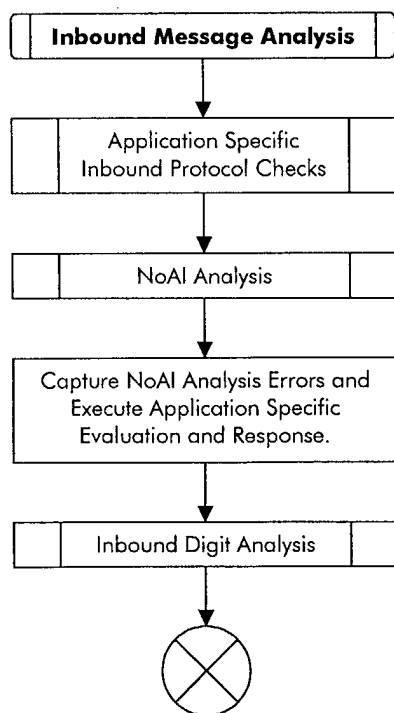 Inbound Message Analysis
Application Specific
Inbound Protocol Checks
NoAI Analysis
Capture NoAI Analysis Errors and
Execute Application Specific
Evaluation and Response.
Inbound Digit Analysis